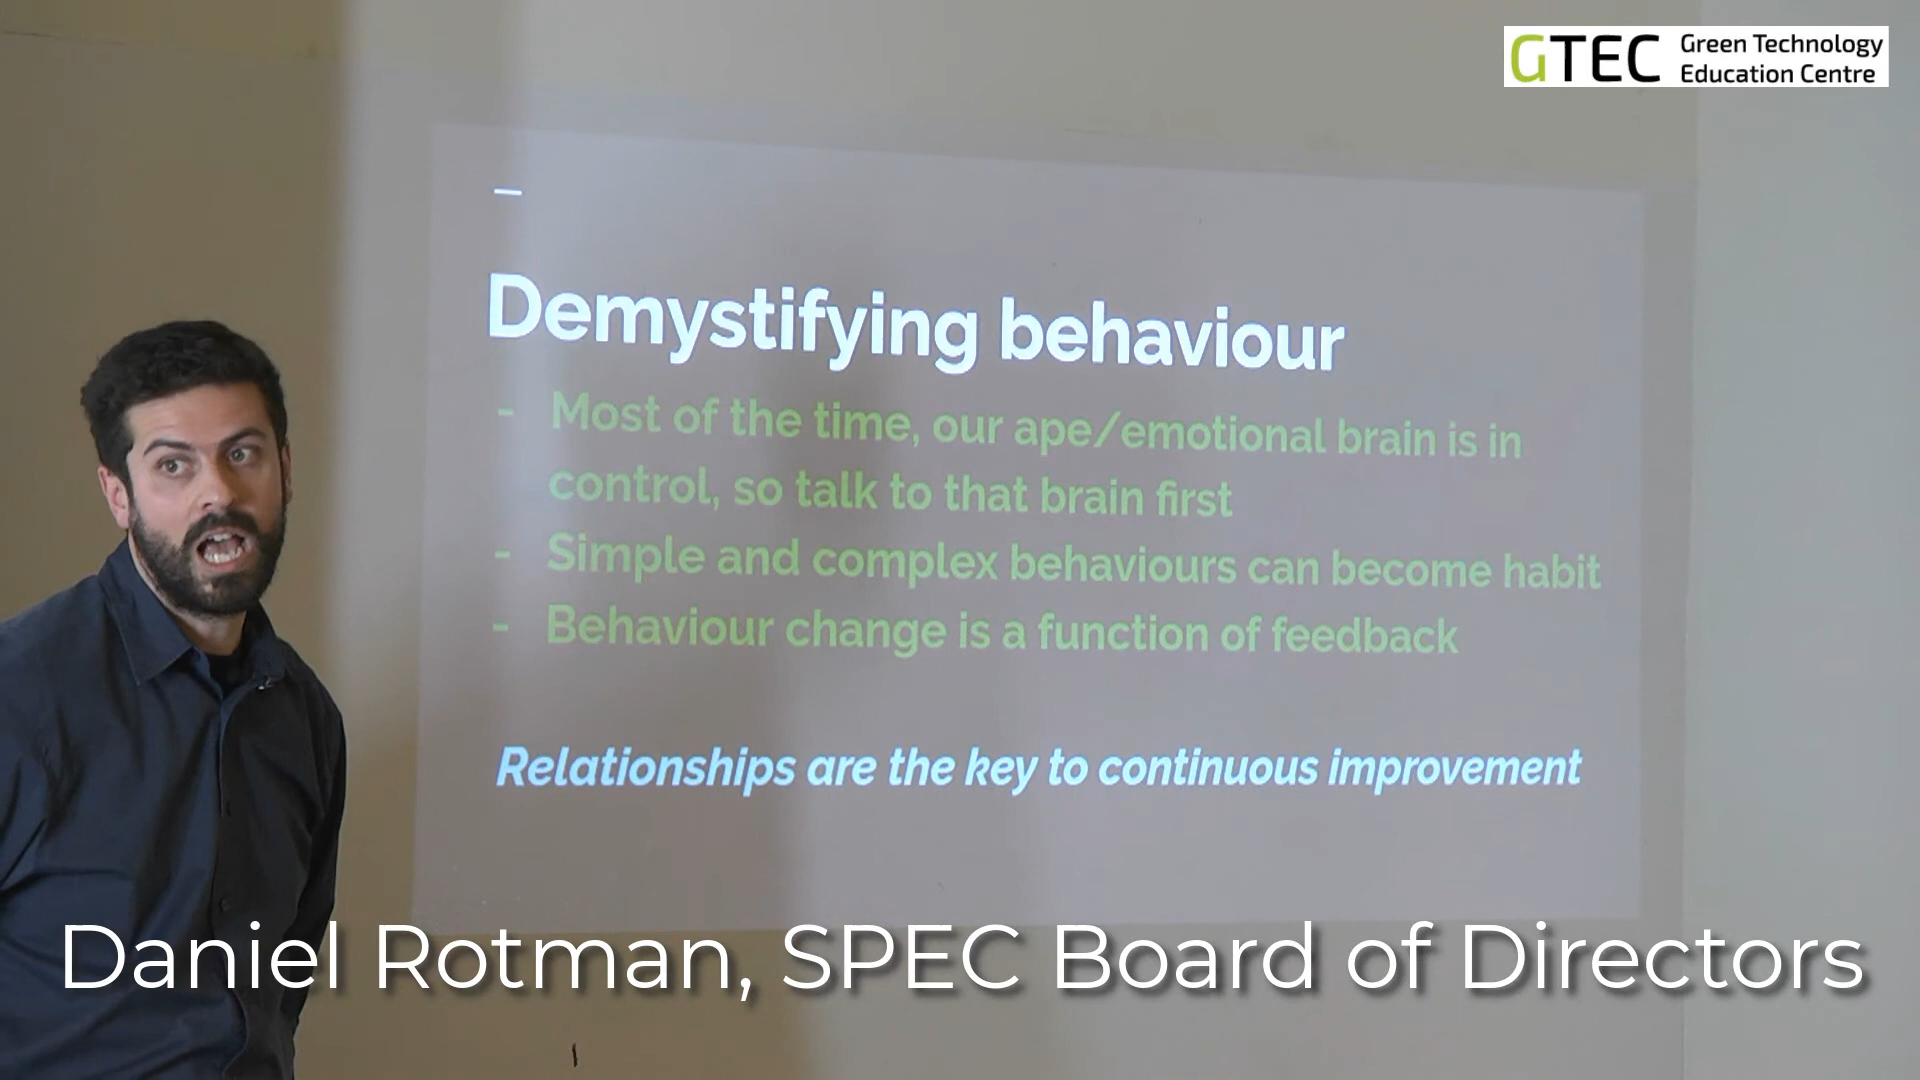 GTEC Green Technology
Education Centre
Demystifying behaviour
- Most of the time, our ape/emotional brain is in
control, so talk to that brain first
- Simple and complex behaviours can become habit
- Behaviour change is a function of feedback
Relationships are the key to continuous improvement
Daniel Rotman, SPEC Board of Directors